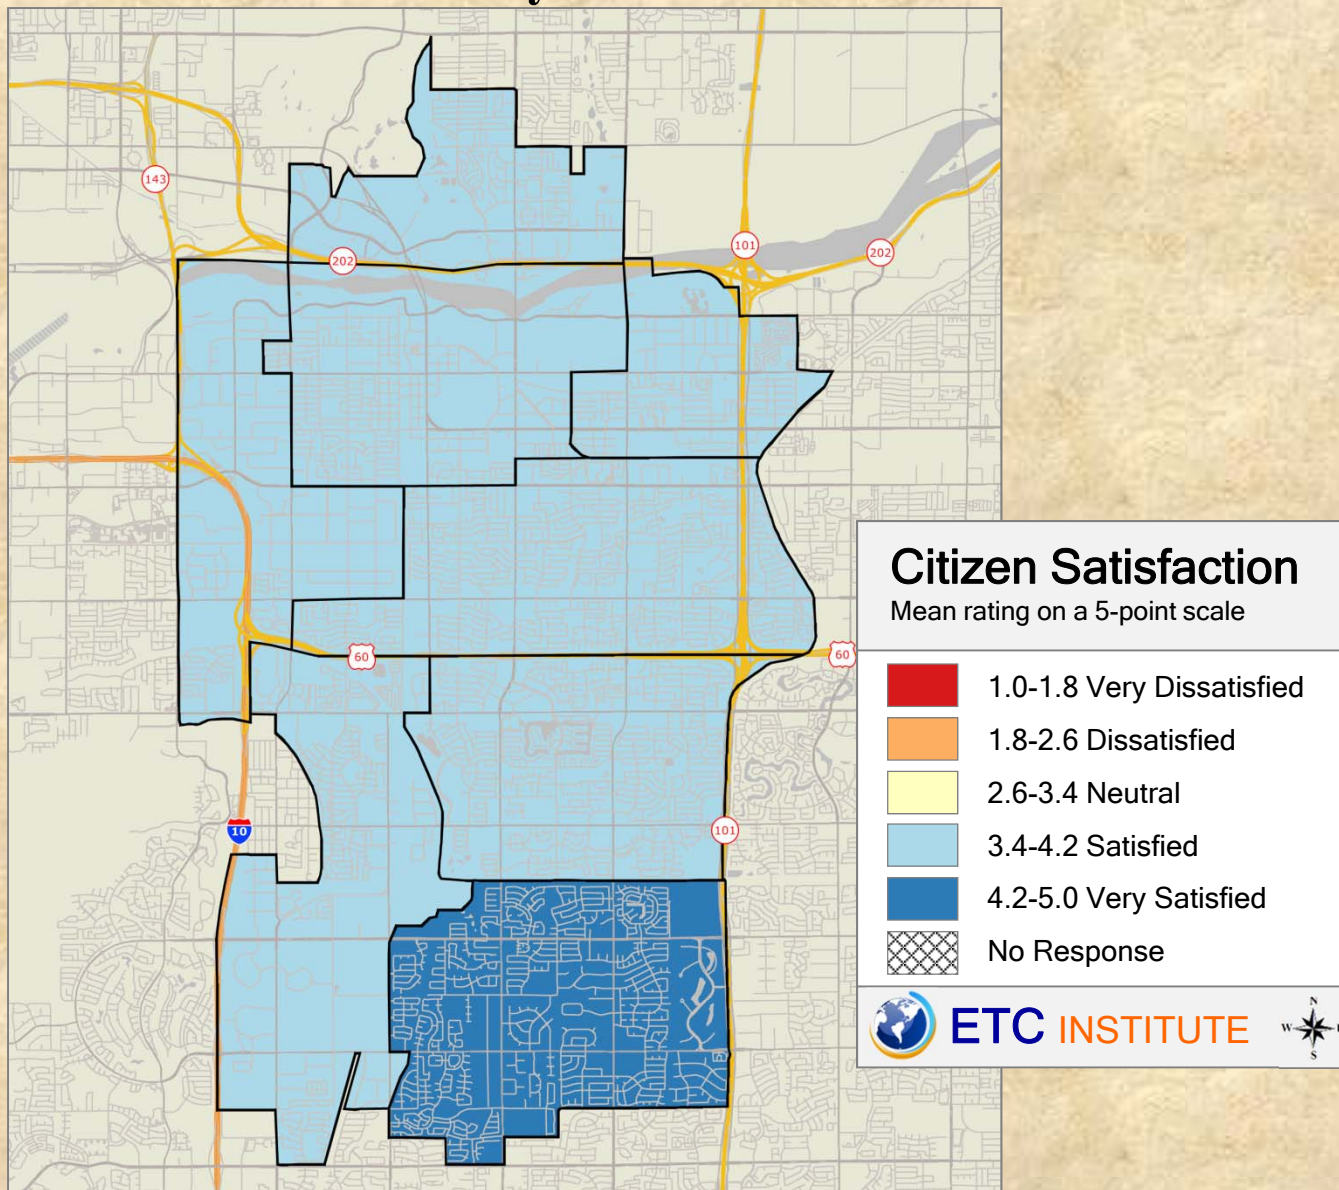 143
202
101
202
60
60
10
101
Citizen Satisfaction
Mean rating on a 5-point scale
1.0-1.8 Very Dissatisfied
1.8-2.6 Dissatisfied
2.6-3.4 Neutral
3.4-4.2 Satisfied
4.2-5.0 Very Satisfied
No Response
ETC INSTITUTE
N
W
S